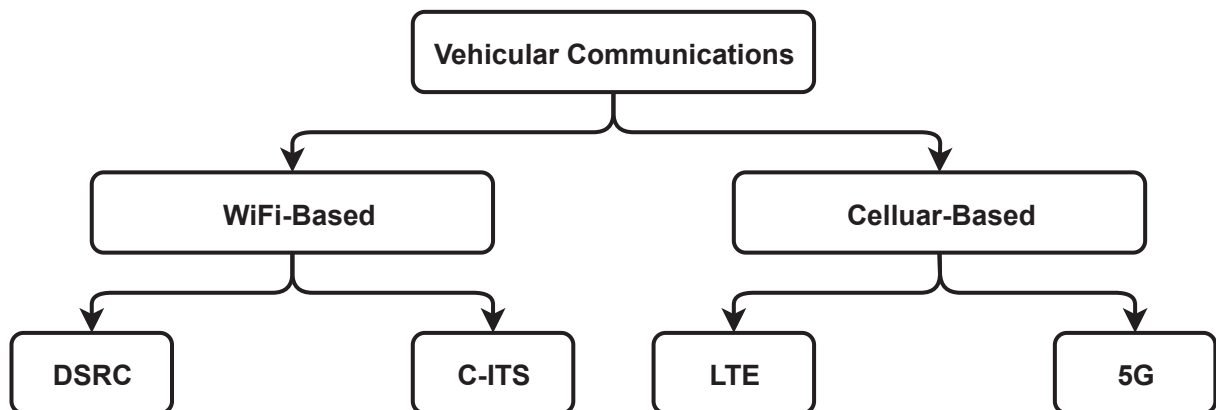 Vehicular Communications
WiFi-Based
Celluar-Based
DSRC
C-ITS
LTE
5G